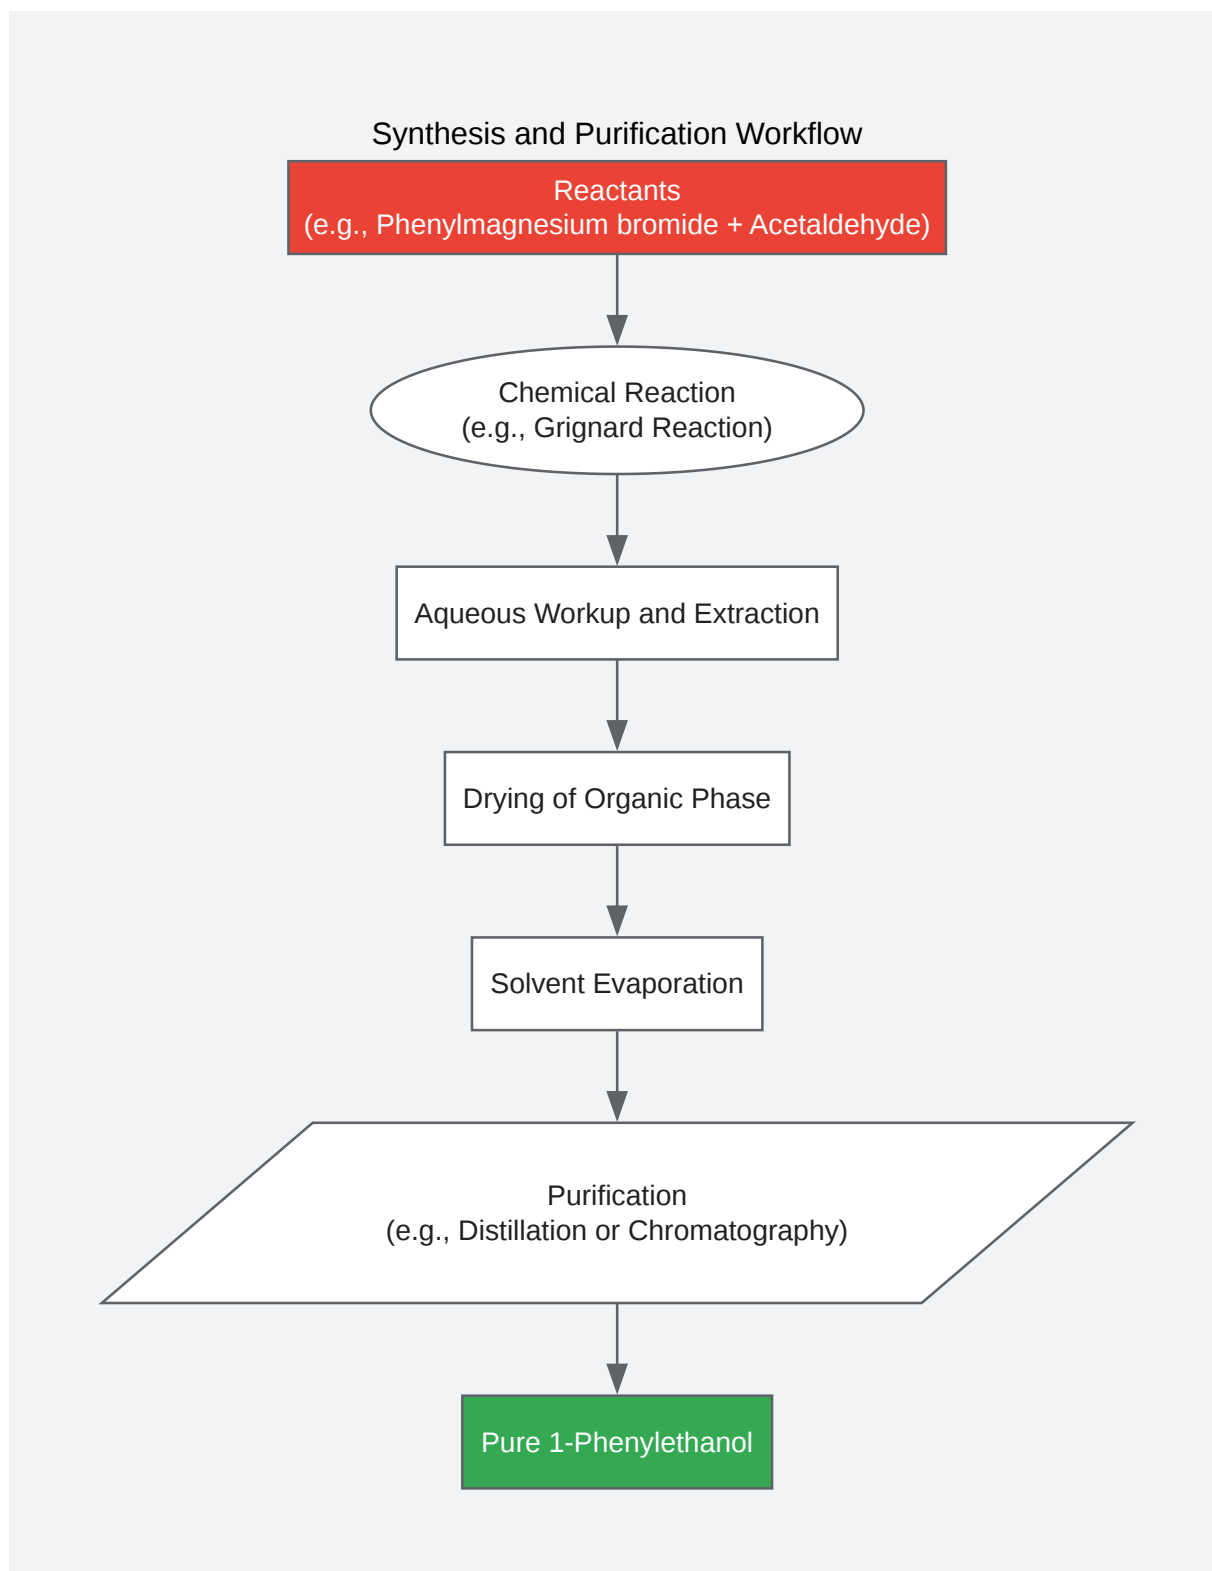 Synthesis and Purification Workflow
Reactants
(e.g., Phenylmagnesium bromide + Acetaldehyde)
Chemical Reaction
(e.g., Grignard Reaction)
Aqueous Workup and Extraction
Drying of Organic Phase
Solvent Evaporation
Purification
(e.g., Distillation or Chromatography)
Pure 1-Phenylethanol